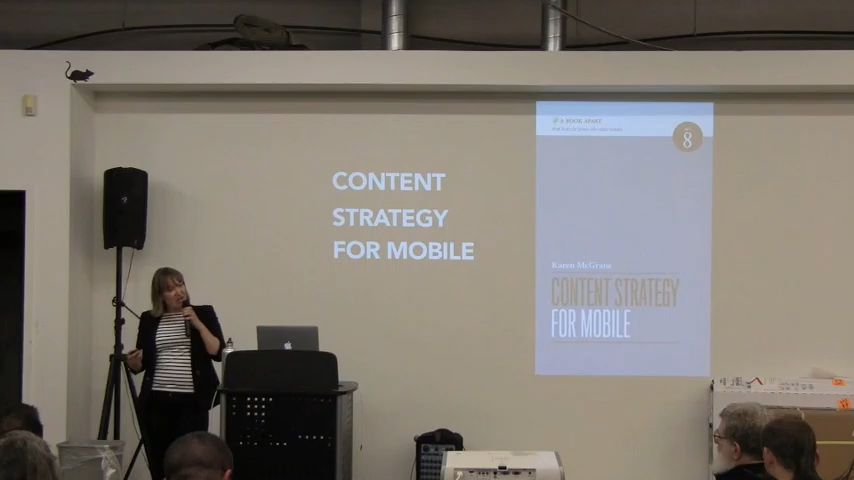 CONTENT
STRATEGY
FOR MOBILE
A BOOK APART
8
Karen McGrane
CONTENT STRATEGY
FOR MOBILE